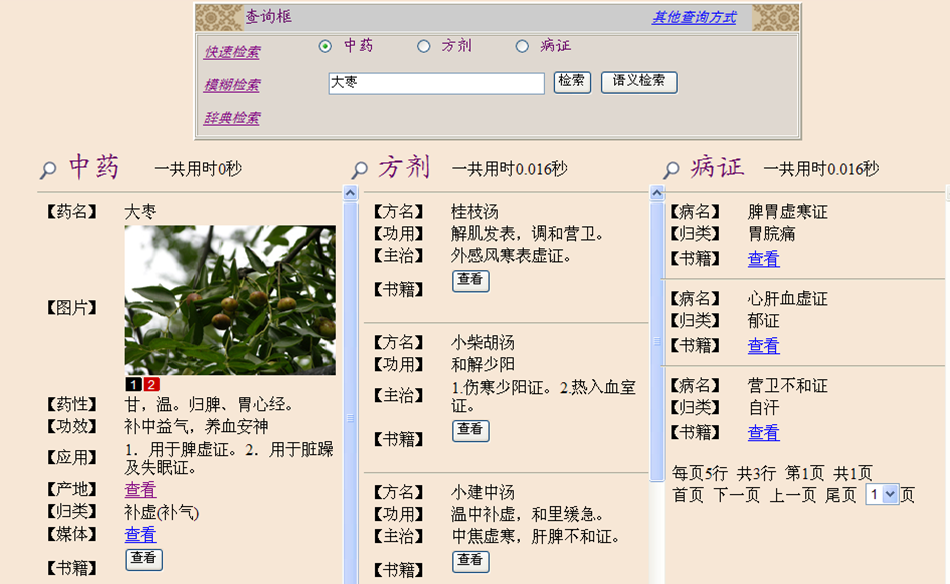 查询框 其他查询方式
快速检索 中药 方剂 病证
模糊检索 大枣 检索 语义检索
辞典检索
中药 一共用时0秒
【药名】 大枣
【图片】
1 2
【药性】 甘，温。归脾、胃心经。
【功效】 补中益气，养血安神
【应用】 1．用于脾虚证。2．用于脏躁
及失眠证。
【产地】 查看
【归类】 补虚(补气)
【媒体】 查看
【书籍】 查看
方剂 一共用时0.016秒
【方名】 桂枝汤
【功用】 解肌发表，调和营卫。
【主治】 外感风寒表虚证。
【书籍】 查看
【方名】 小柴胡汤
【功用】 和解少阳
【主治】 1.伤寒少阳证。2.热入血室
证。
【书籍】 查看
【方名】 小建中汤
【功用】 温中补虚，和里缓急。
【主治】 中焦虚寒，肝脾不和证。
【书籍】 查看
病证 一共用时0.016秒
【病名】 脾胃虚寒证
【归类】 胃脘痛
【书籍】 查看
【病名】 心肝血虚证
【归类】 郁证
【书籍】 查看
【病名】 营卫不和证
【归类】 自汗
【书籍】 查看
每页5行 共3行 第1页 共1页
首页 下一页 上一页 尾页 1 页